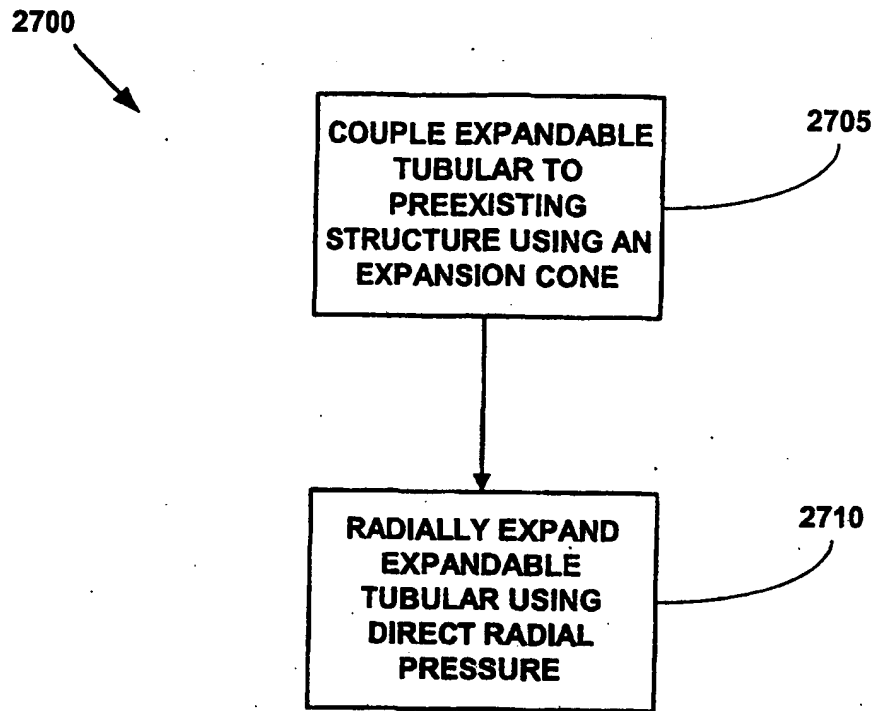 2700
COUPLE EXPANDABLE
TUBULAR TO
PREEXISTING
STRUCTURE USING AN
EXPANSION CONE
2705
RADIALLY EXPAND
EXPANDABLE
TUBULAR USING
DIRECT RADIAL
PRESSURE
2710